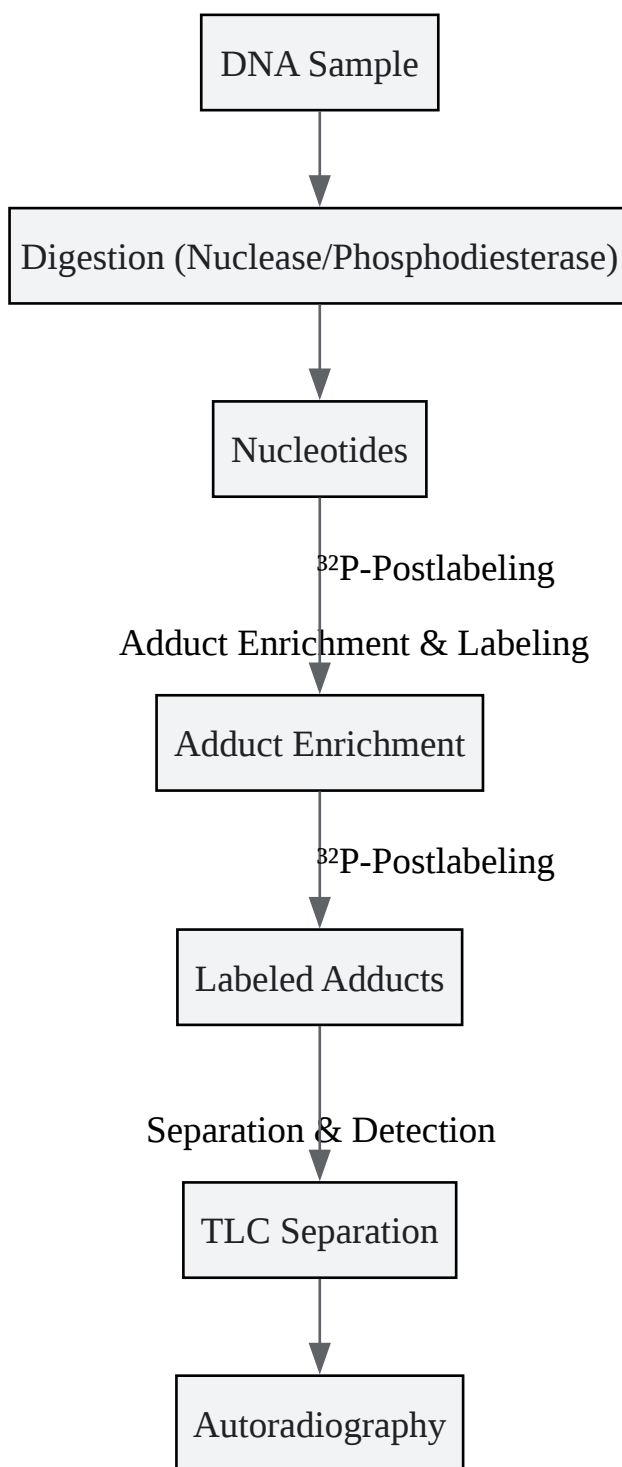 DNA Sample
Digestion (Nuclease/Phosphodiesterase)
Nucleotides
³²P-Postlabeling
Adduct Enrichment & Labeling
Adduct Enrichment
³²P-Postlabeling
Labeled Adducts
Separation & Detection
TLC Separation
Autoradiography